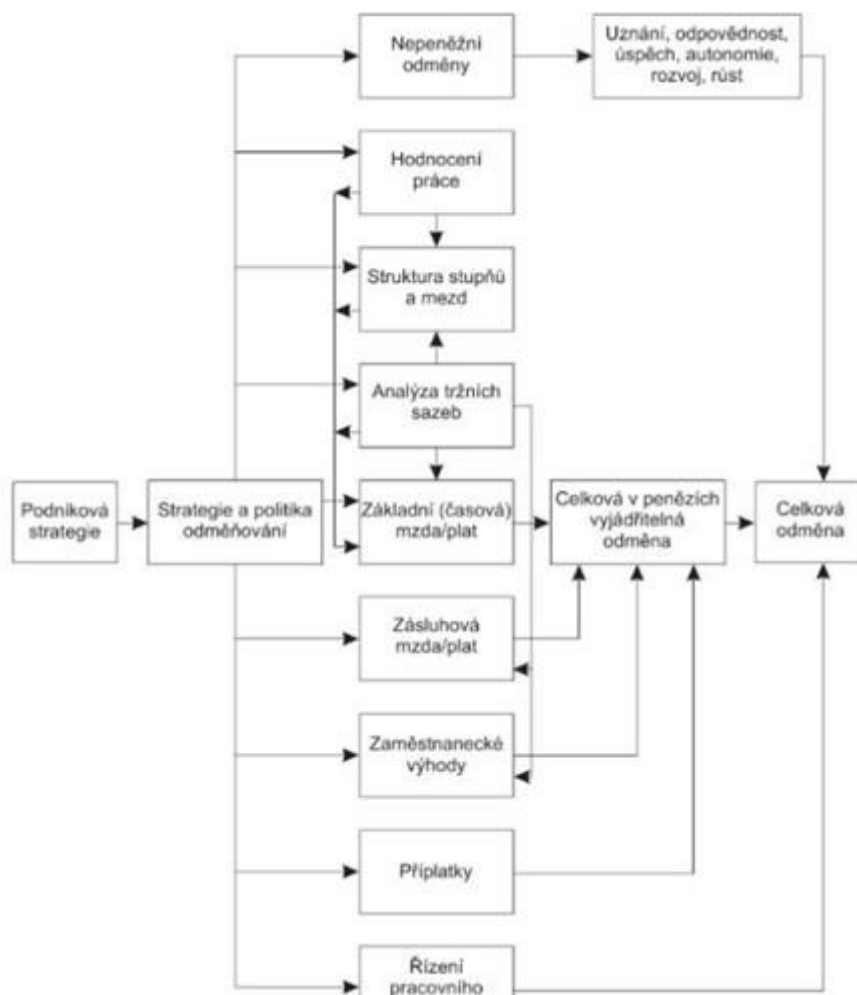 Nepeněžní
odměny
Uznání, odpovědnost,
úspěch, autonomie,
rozvoj, růst
Hodnocení
práce
Struktura stupňů
a mezd
Analýza tržních
sazeb
Podniková
strategie
Strategie a politika
odměňování
Základní (časová)
mzda/plat
Celková v penězích
vyjádřitelná
odměna
Celková
odměna
Zásluhová
mzda/plat
Zaměstnanecké
výhody
Příplatky
Řízení
pracovního